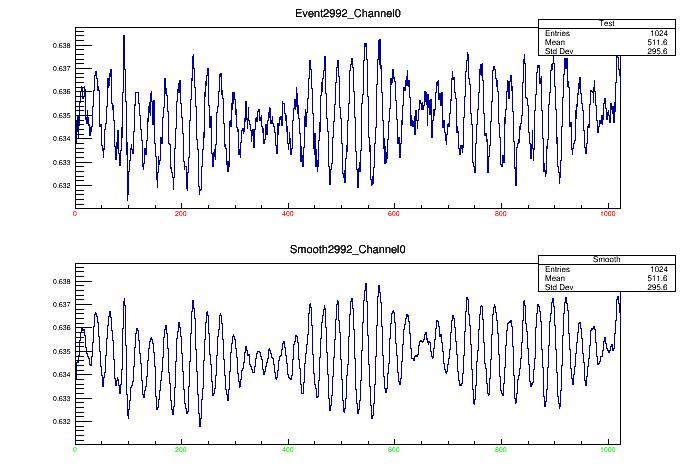 Event2992_Channel0
Test
Entries 1024
Mean 511.6
Std Dev 295.6
0.638
0.637
0.636
0.635
0.634
0.633
0.632
0 200 400 600 800 1000
Smooth2992_Channel0
Smooth
Entries 1024
Mean 511.6
Std Dev 295.6
0.638
0.637
0.636
0.635
0.634
0.633
0.632
0 200 400 600 800 1000